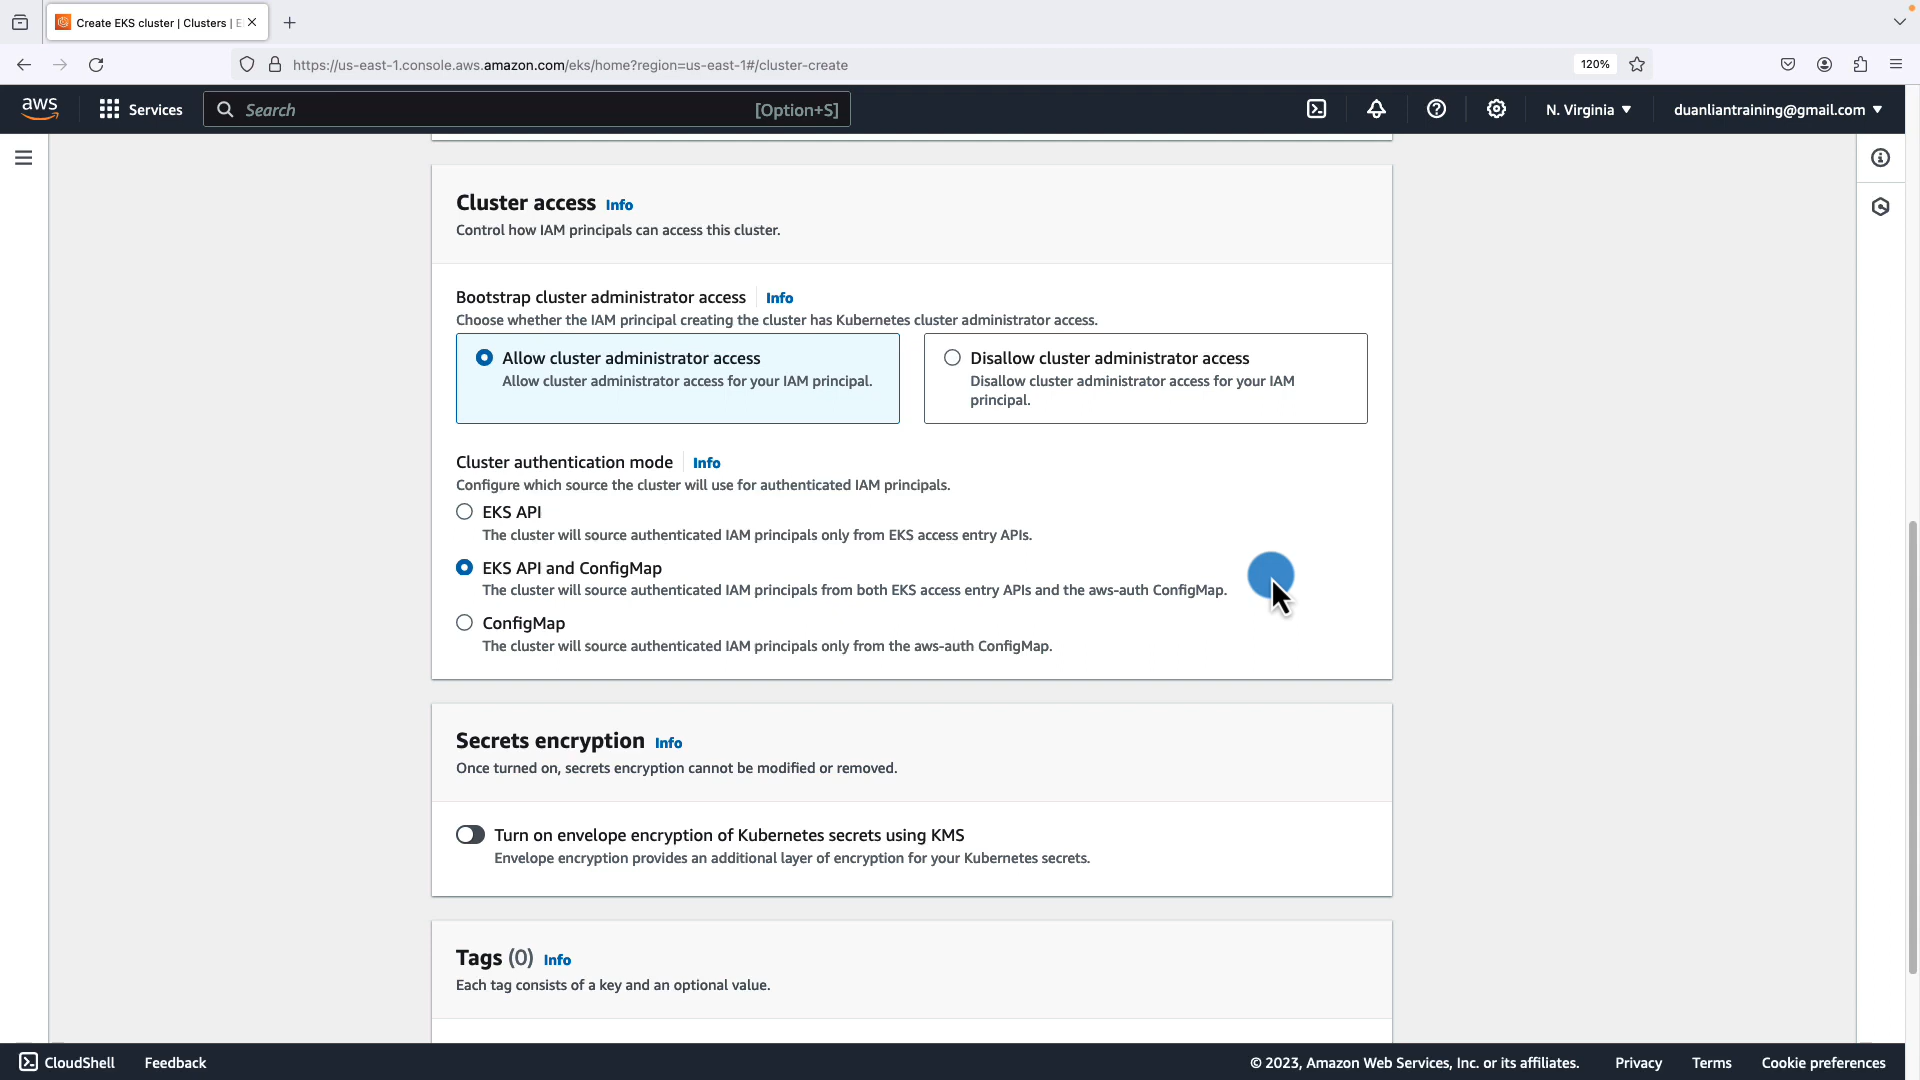 Create EKS cluster | Clusters | E
https://us-east-1.console.aws.amazon.com/eks/home?region=us-east-1#/cluster-create
120%
aws
Services
Search
[Option+S]
N. Virginia
duanliantraining@gmail.com
Cluster access Info
Control how IAM principals can access this cluster.
Bootstrap cluster administrator access Info
Choose whether the IAM principal creating the cluster has Kubernetes cluster administrator access.
Allow cluster administrator access
Allow cluster administrator access for your IAM principal.
Disallow cluster administrator access
Disallow cluster administrator access for your IAM
principal.
Cluster authentication mode Info
Configure which source the cluster will use for authenticated IAM principals.
EKS API
The cluster will source authenticated IAM principals only from EKS access entry APIs.
EKS API and ConfigMap
The cluster will source authenticated IAM principals from both EKS access entry APIs and the aws-auth ConfigMap.
ConfigMap
The cluster will source authenticated IAM principals only from the aws-auth ConfigMap.
Secrets encryption Info
Once turned on, secrets encryption cannot be modified or removed.
Turn on envelope encryption of Kubernetes secrets using KMS
Envelope encryption provides an additional layer of encryption for your Kubernetes secrets.
Tags (0) Info
Each tag consists of a key and an optional value.
CloudShell
Feedback
© 2023, Amazon Web Services, Inc. or its affiliates.
Privacy
Terms
Cookie preferences